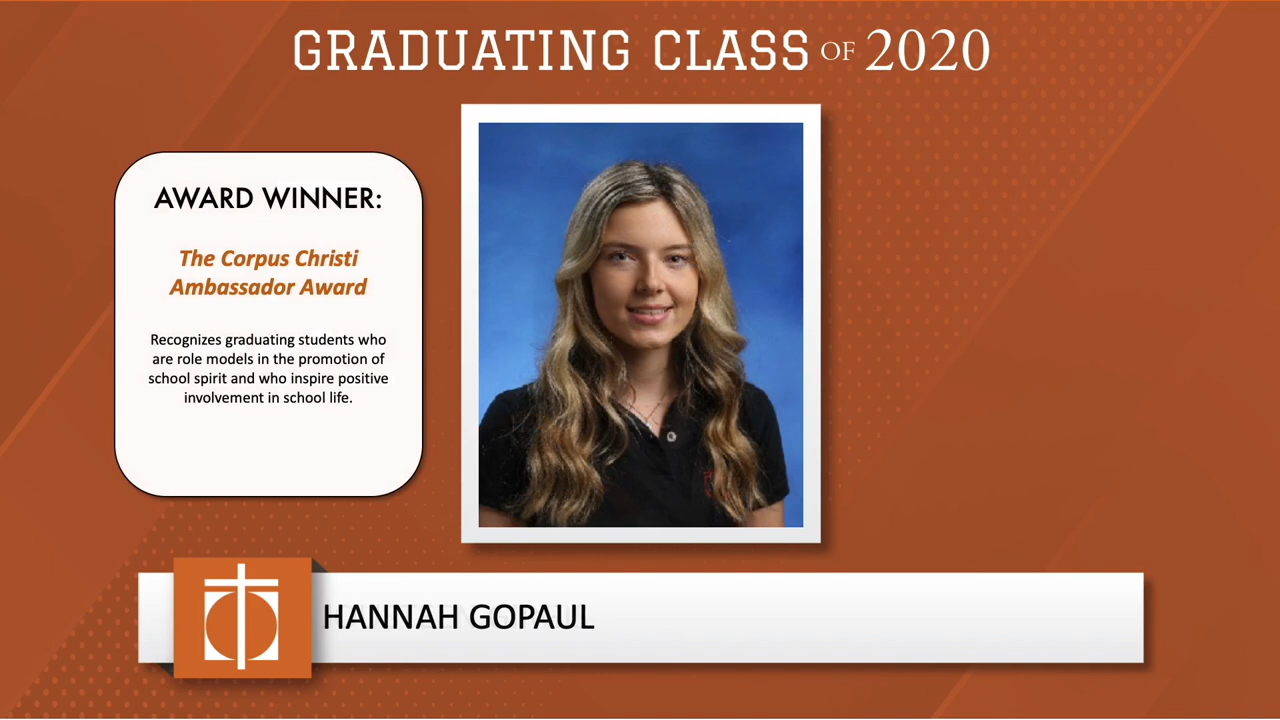 GRADUATING CLASS OF 2020
AWARD WINNER:
The Corpus Christi
Ambassador Award
Recognizes graduating students who
are role models in the promotion of
school spirit and who inspire positive
involvement in school life.
HANNAH GOPAUL